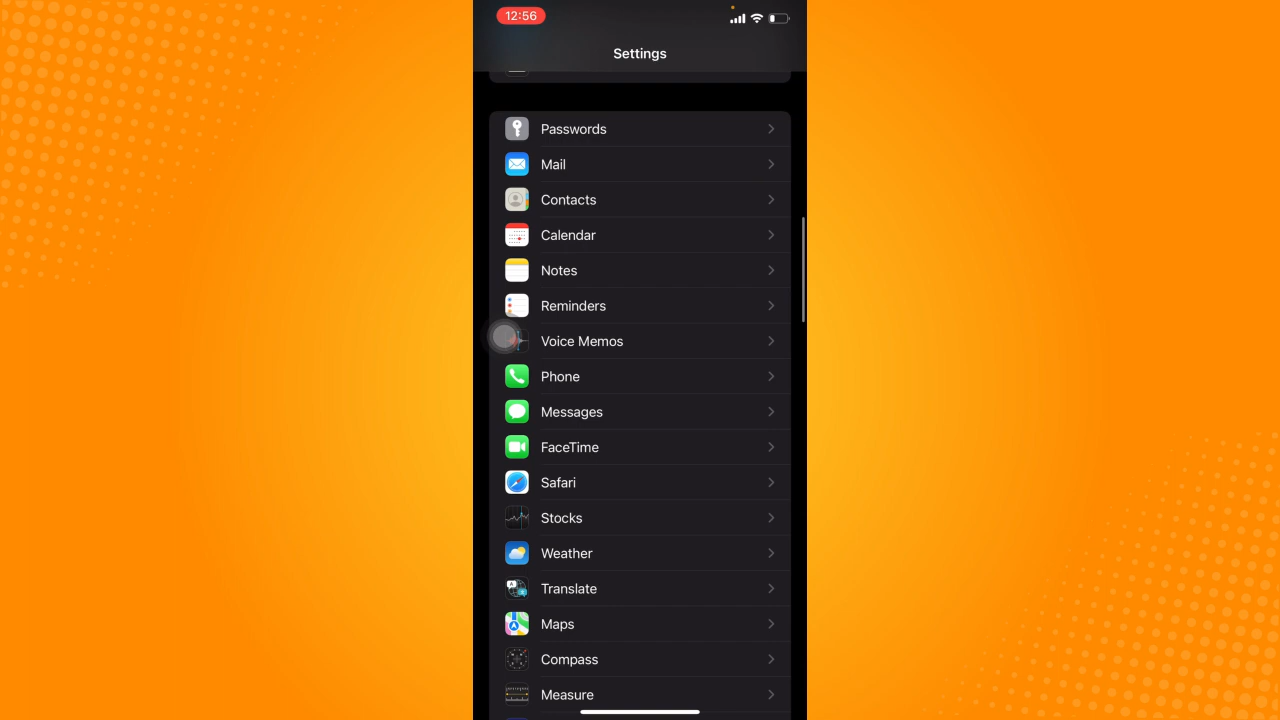 12:56
Settings
Passwords
Mail
Contacts
Calendar
Notes
Reminders
Voice Memos
Phone
Messages
FaceTime
Safari
Stocks
Weather
Translate
Maps
Compass
Measure